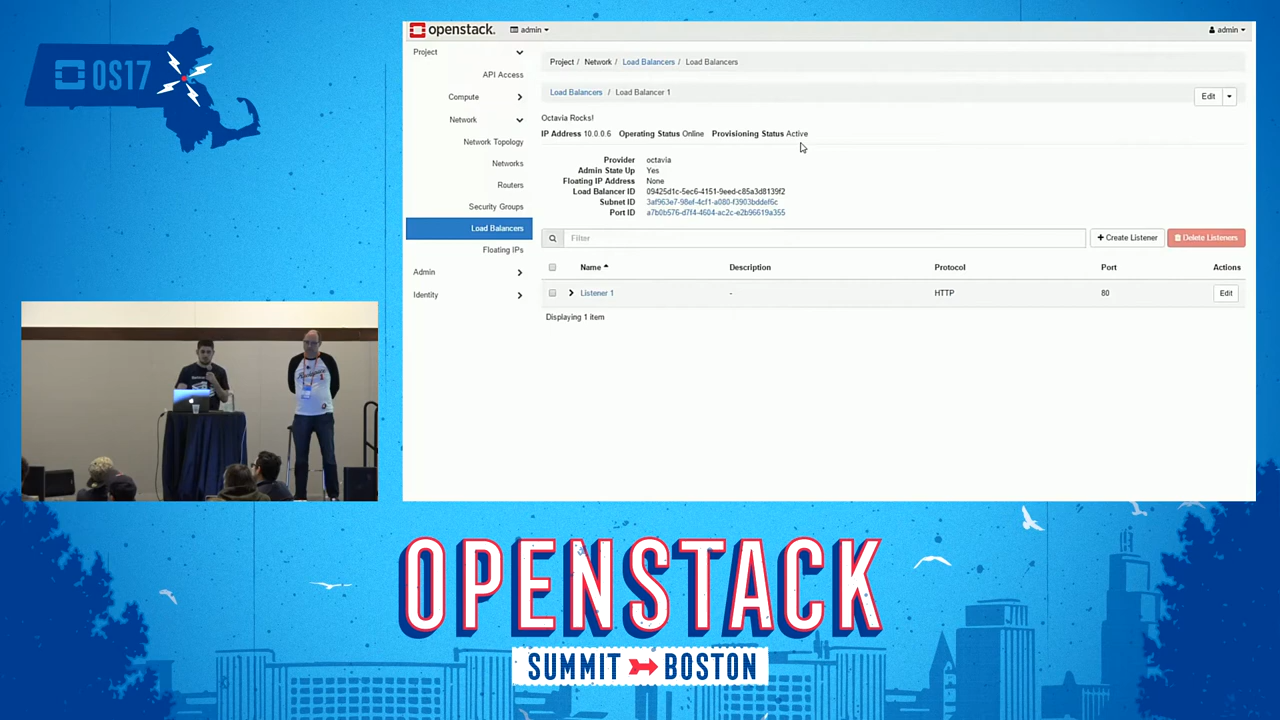 OS17
openstack. admin admin
Project
API Access
Compute
Network
Network Topology
Networks
Routers
Security Groups
Load Balancers
Floating IPs
Admin
Identity
Project / Network / Load Balancers / Load Balancers
Load Balancers / Load Balancer 1
Edit
Octavia Rocks!
IP Address 10.0.0.6 Operating Status Online Provisioning Status Active
Provider octavia
Admin State Up Yes
Floating IP Address None
Load Balancer ID 09425d1c-5ec6-4151-9eed-c85a3d8139f2
Subnet ID 3af963e7-98ef-4cf1-a080-f3903bddef6c
Port ID a7b0b576-d7f4-4604-ac2c-e2b96619a355
Filter
+ Create Listener
Delete Listeners
Name Description Protocol Port Actions
Listener 1 - HTTP 80 Edit
Displaying 1 item
OPENSTACK
SUMMIT BOSTON